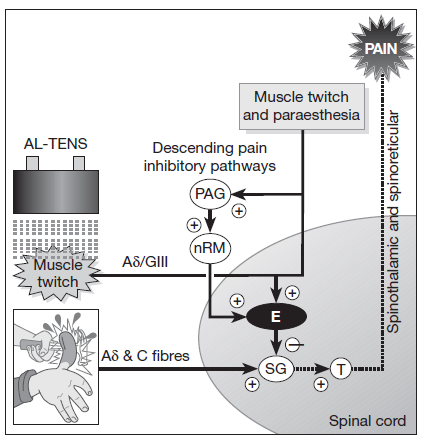 PAIN
Muscle twitch
and paraesthesia
AL-TENS
Descending pain
inhibitory pathways
PAG
+
+
nRM
Muscle
twitch
Aδ/GIII
+
+
E
−
Aδ & C fibres
SG
T
+
+
Spinothalamic and spinoreticular
Spinal cord